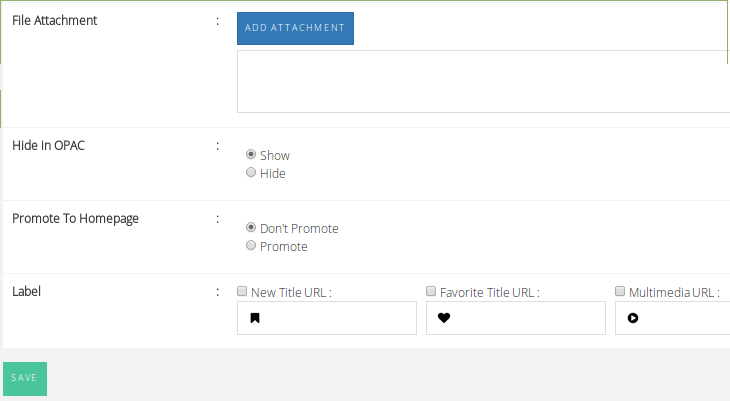 File Attachment : ADD ATTACHMENT
Hide in OPAC :
Show
Hide
Promote To Homepage :
Don't Promote
Promote
Label : New Title URL : Favorite Title URL : Multimedia URL :
SAVE